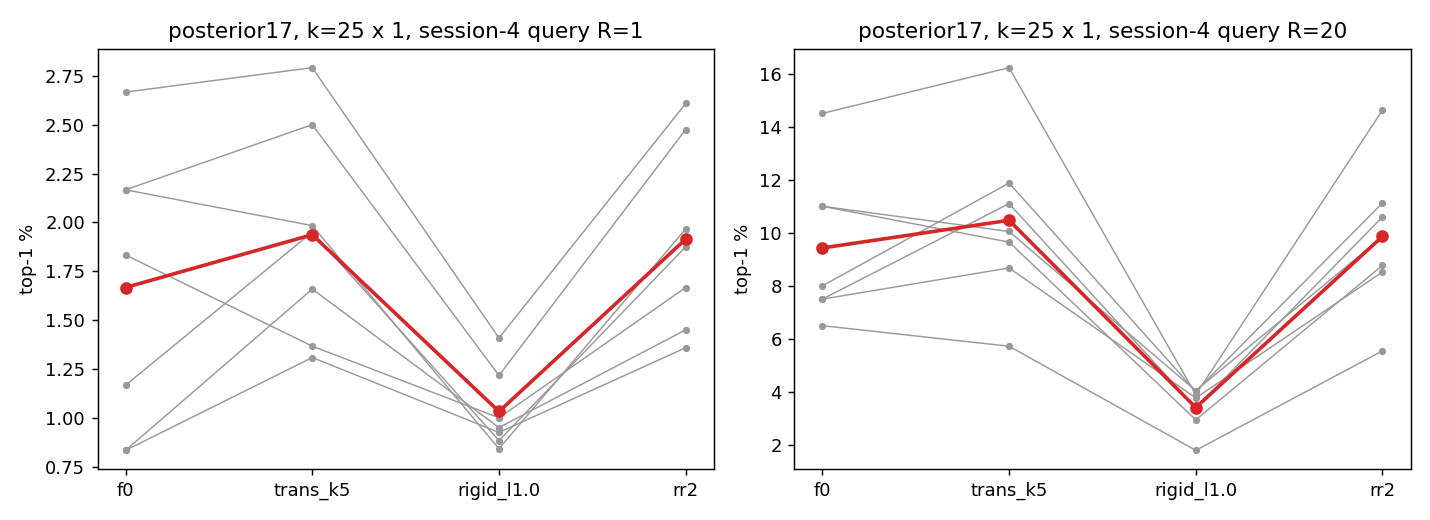 posterior17, k=25 x 1, session-4 query R=1
top-1 %
2.75
2.50
2.25
2.00
1.75
1.50
1.25
1.00
0.75
f0
trans_k5
rigid_l1.0
rr2
posterior17, k=25 x 1, session-4 query R=20
top-1 %
16
14
12
10
8
6
4
2
f0
trans_k5
rigid_l1.0
rr2